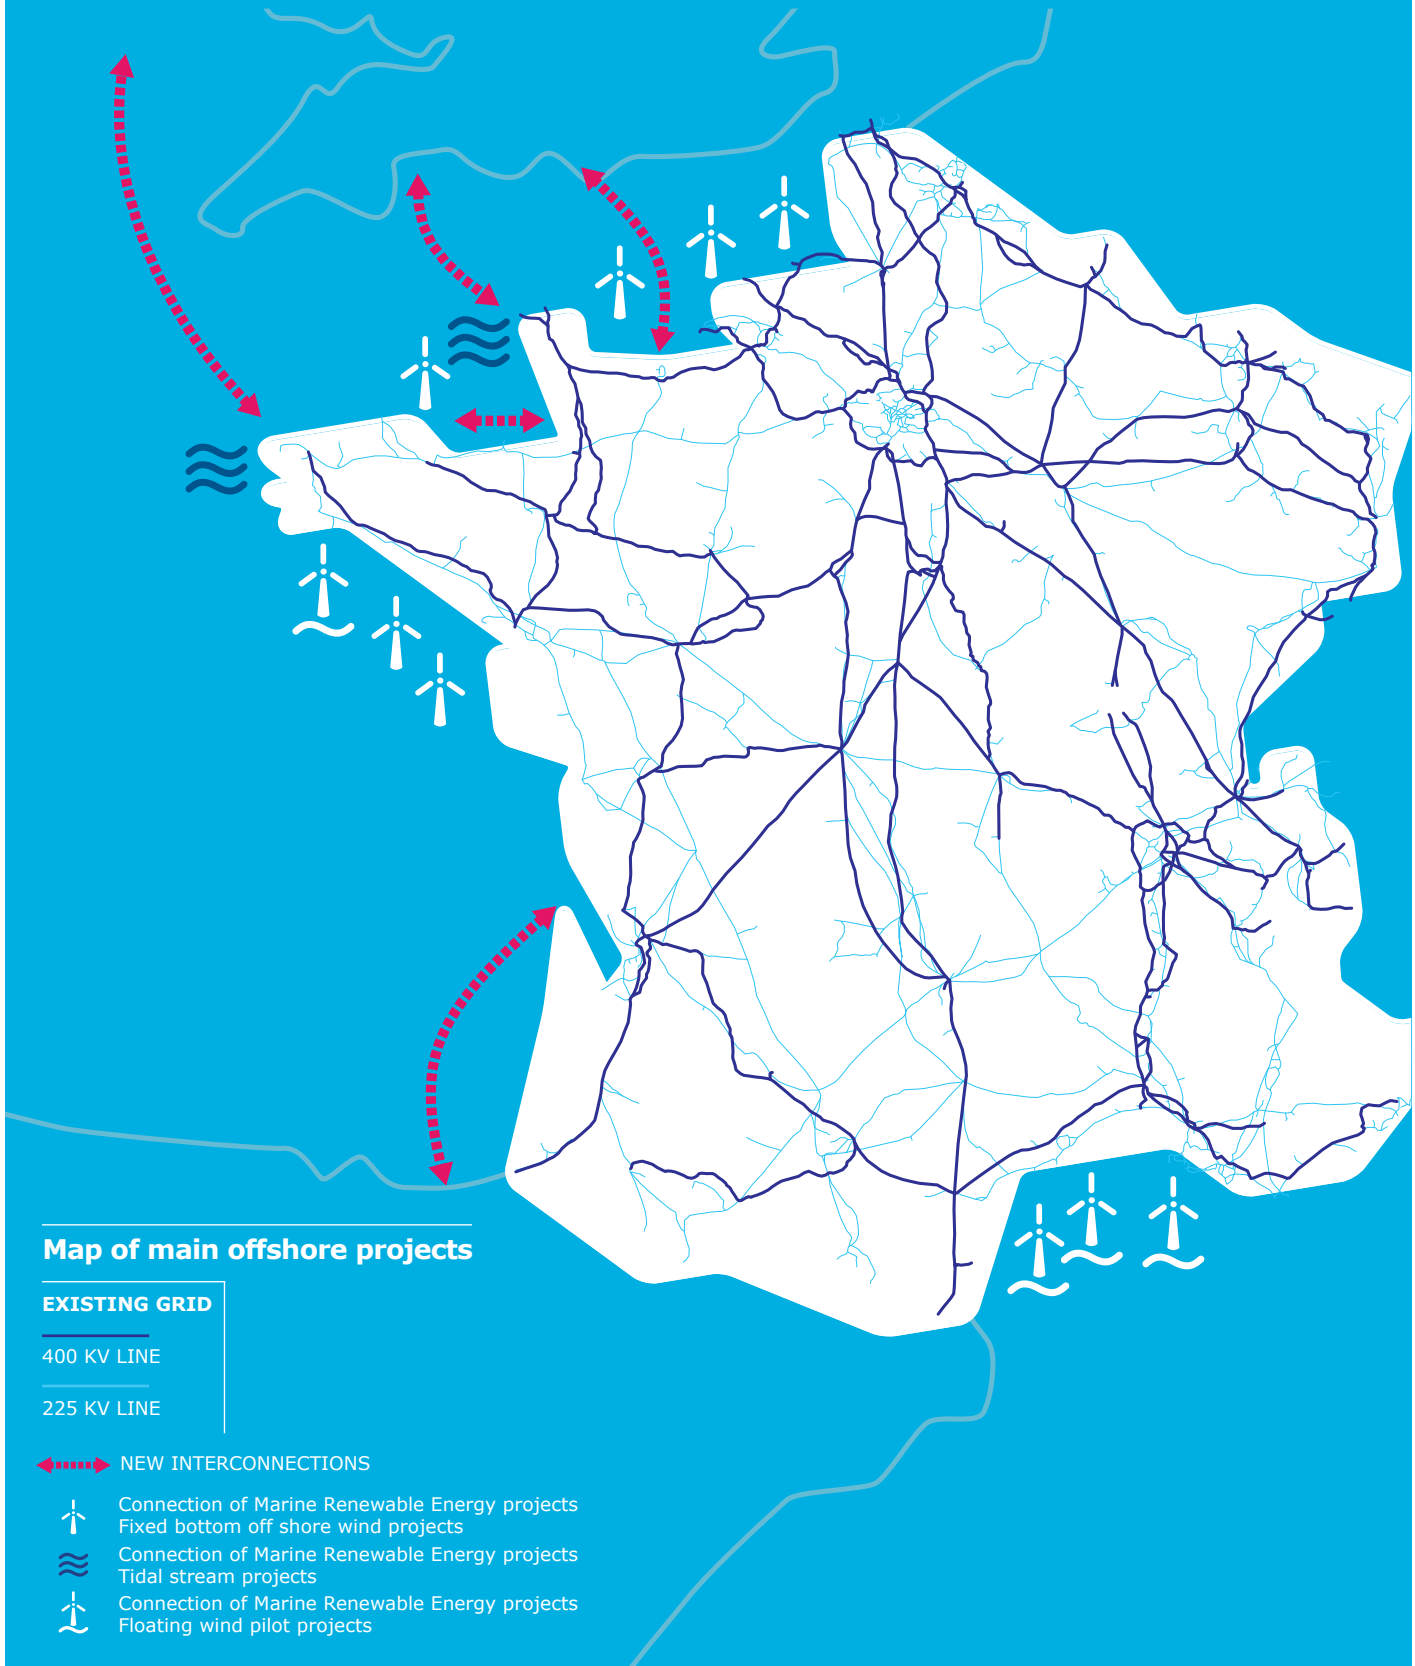 Map of main offshore projects
EXISTING GRID
400 KV LINE
225 KV LINE
NEW INTERCONNECTIONS
Connection of Marine Renewable Energy projects
Fixed bottom off shore wind projects
Connection of Marine Renewable Energy projects
Tidal stream projects
Connection of Marine Renewable Energy projects
Floating wind pilot projects